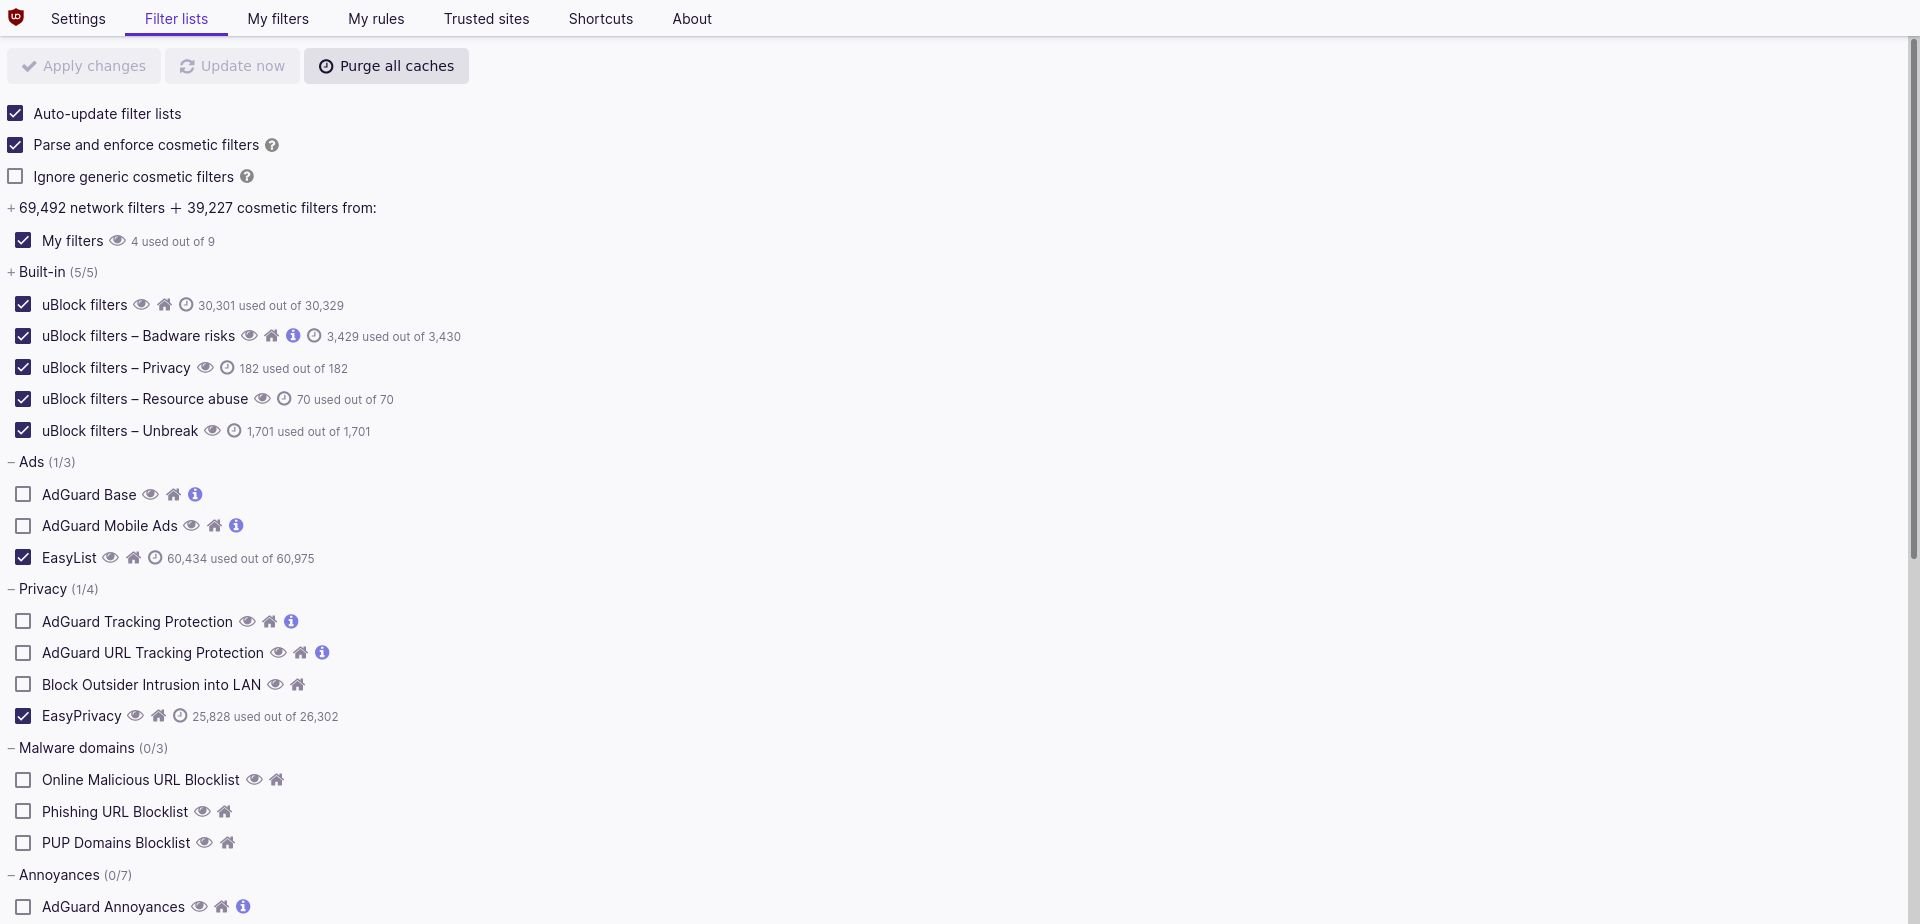 Settings Filter lists My filters My rules Trusted sites Shortcuts About
Apply changes Update now Purge all caches
Auto-update filter lists
Parse and enforce cosmetic filters
Ignore generic cosmetic filters
+ 69,492 network filters + 39,227 cosmetic filters from:
My filters 4 used out of 9
+ Built-in (5/5)
uBlock filters 30,301 used out of 30,329
uBlock filters – Badware risks 3,429 used out of 3,430
uBlock filters – Privacy 182 used out of 182
uBlock filters – Resource abuse 70 used out of 70
uBlock filters – Unbreak 1,701 used out of 1,701
– Ads (1/3)
AdGuard Base
AdGuard Mobile Ads
EasyList 60,434 used out of 60,975
– Privacy (1/4)
AdGuard Tracking Protection
AdGuard URL Tracking Protection
Block Outsider Intrusion into LAN
EasyPrivacy 25,828 used out of 26,302
– Malware domains (0/3)
Online Malicious URL Blocklist
Phishing URL Blocklist
PUP Domains Blocklist
– Annoyances (0/7)
AdGuard Annoyances